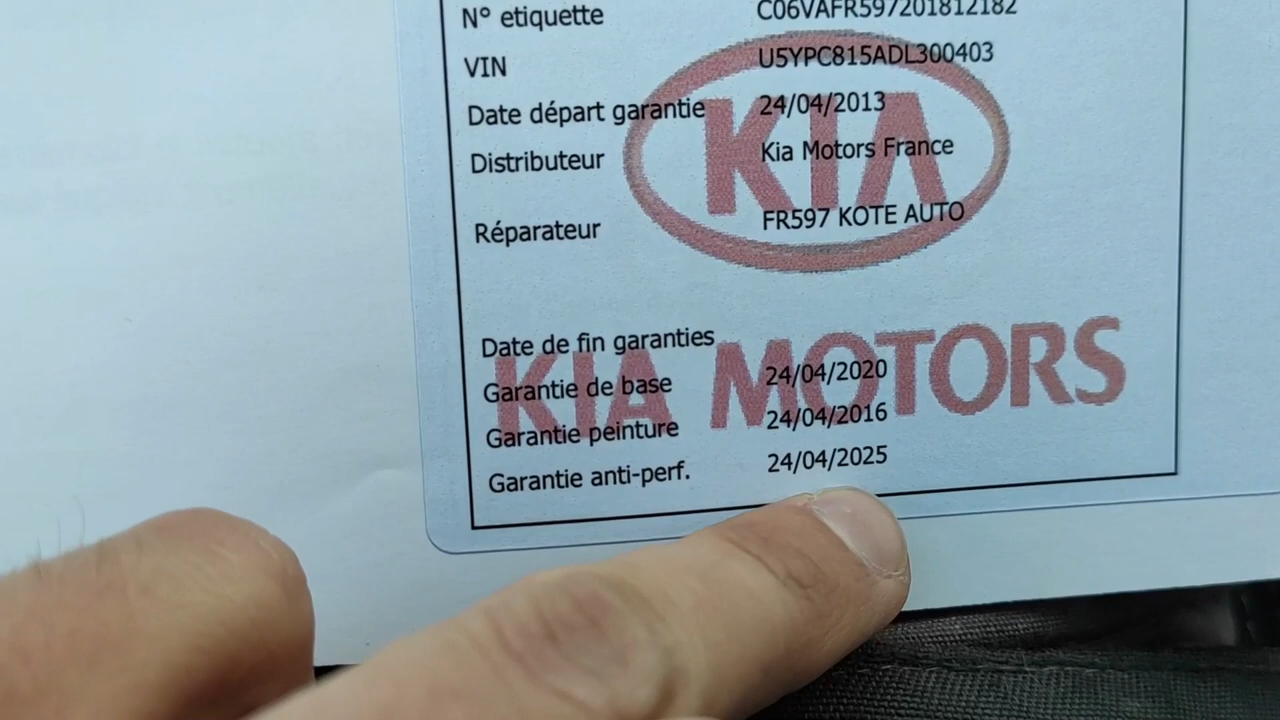 N° etiquette C06VAFR597201812182
VIN U5YPC815ADL300403
Date départ garantie 24/04/2013
Distributeur Kia Motors France
Réparateur FR597 KOTE AUTO
KIA
Date de fin garanties
Garantie de base 24/04/2020
Garantie peinture 24/04/2016
Garantie anti-perf. 24/04/2025
KIA MOTORS